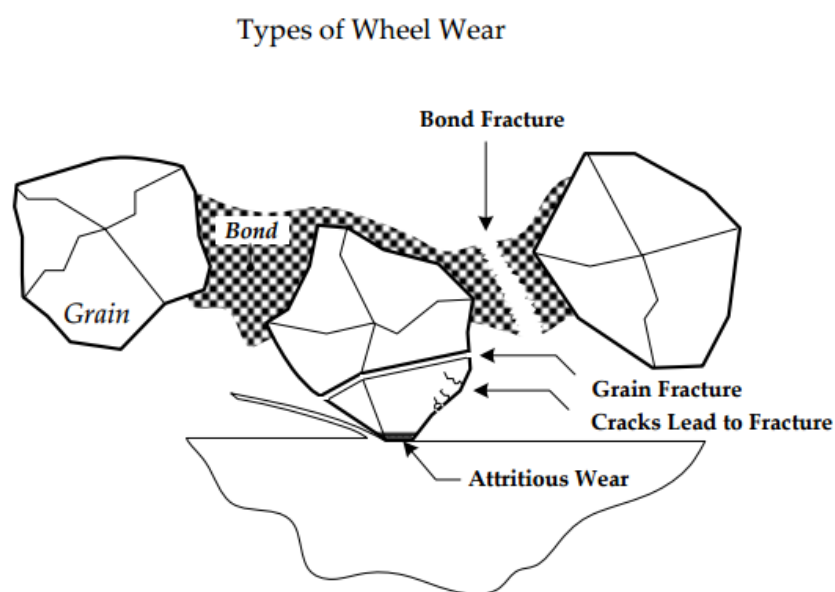 Types of Wheel Wear
Bond Fracture
Bond
Grain
Grain Fracture
Cracks Lead to Fracture
Attritious Wear